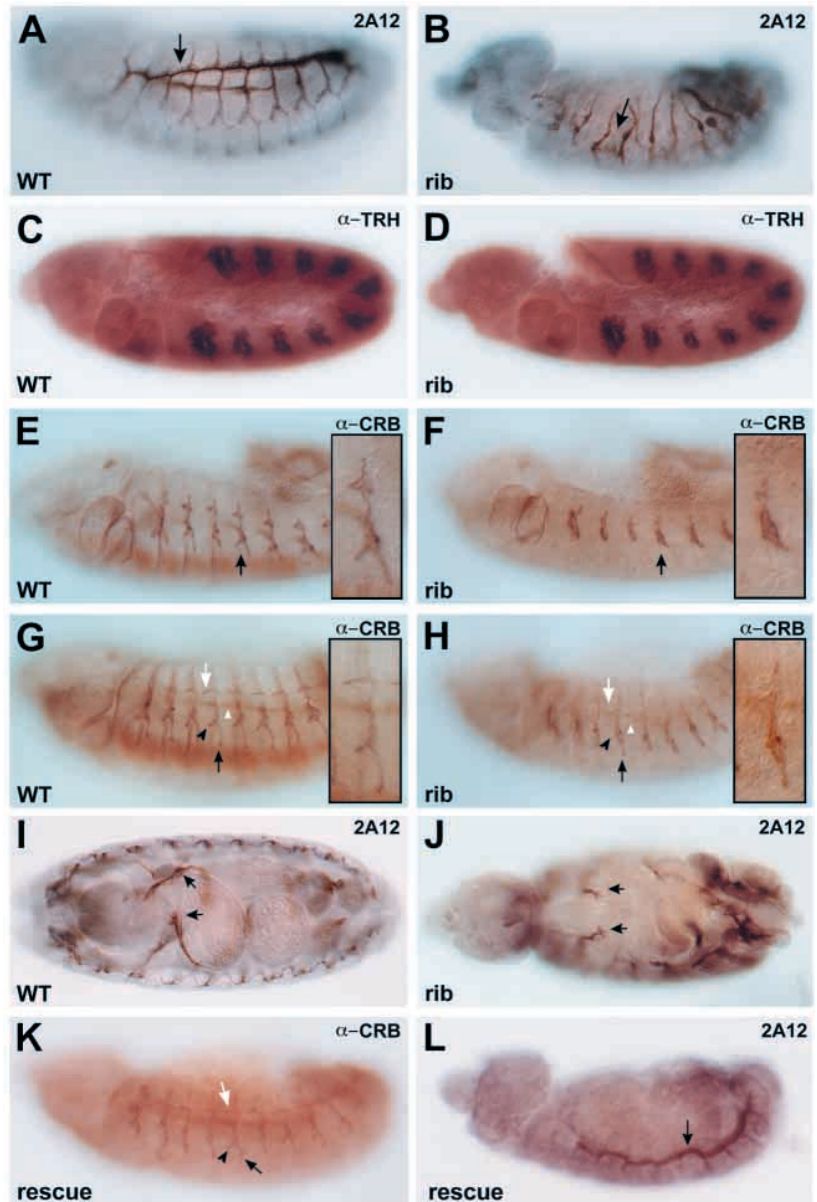 A 2A12
WT
B 2A12
rib
C α-TRH
WT
D α-TRH
rib
E α-CRB
WT
F α-CRB
rib
G α-CRB
WT
H α-CRB
rib
I 2A12
WT
J 2A12
rib
K α-CRB
rescue
L 2A12
rescue